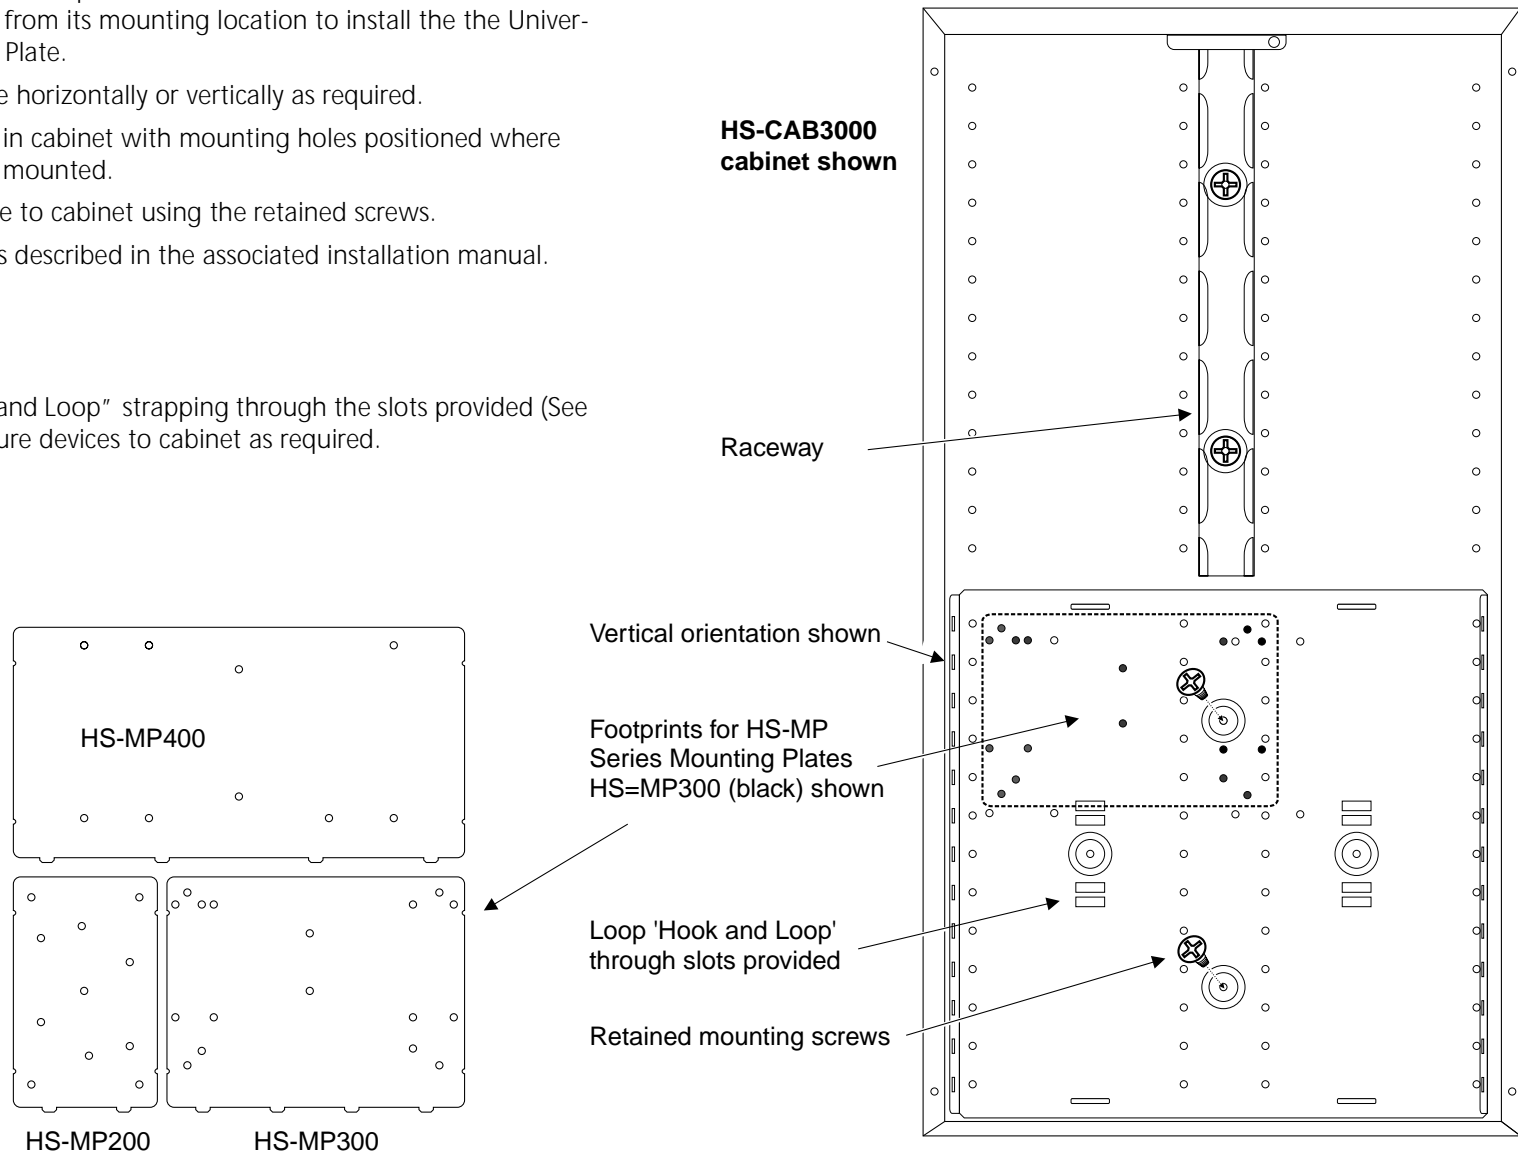 from its mounting location to install the the Univer-
Plate.
e horizontally or vertically as required.
in cabinet with mounting holes positioned where
mounted.
e to cabinet using the retained screws.
s described in the associated installation manual.
and Loop" strapping through the slots provided (See
ure devices to cabinet as required.
HS-CAB3000
cabinet shown
Raceway
Vertical orientation shown
Footprints for HS-MP
Series Mounting Plates
HS=MP300 (black) shown
Loop 'Hook and Loop'
through slots provided
Retained mounting screws
HS-MP400
HS-MP200
HS-MP300